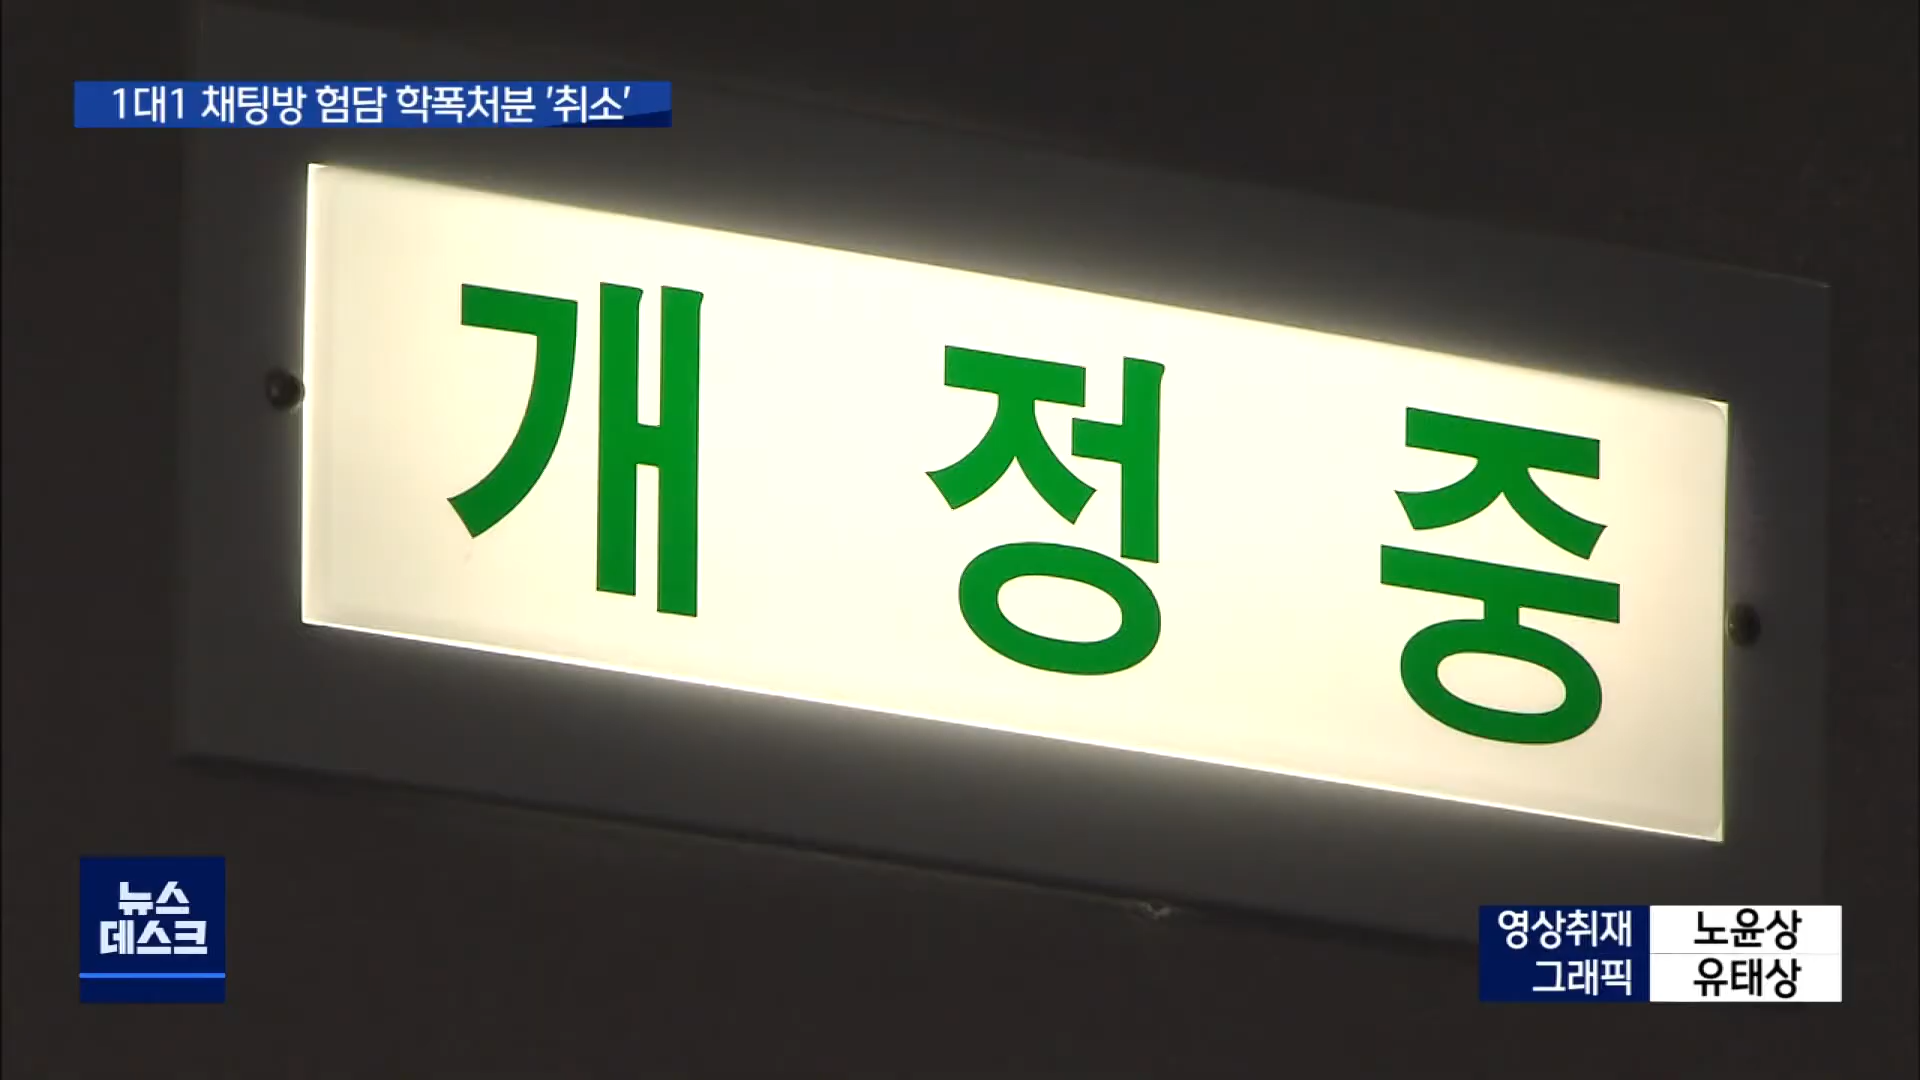 1대1 채팅방 험담 학폭처분 '취소'
개 정 중
뉴스
데스크
영상취재 노윤상
그래픽 유태상